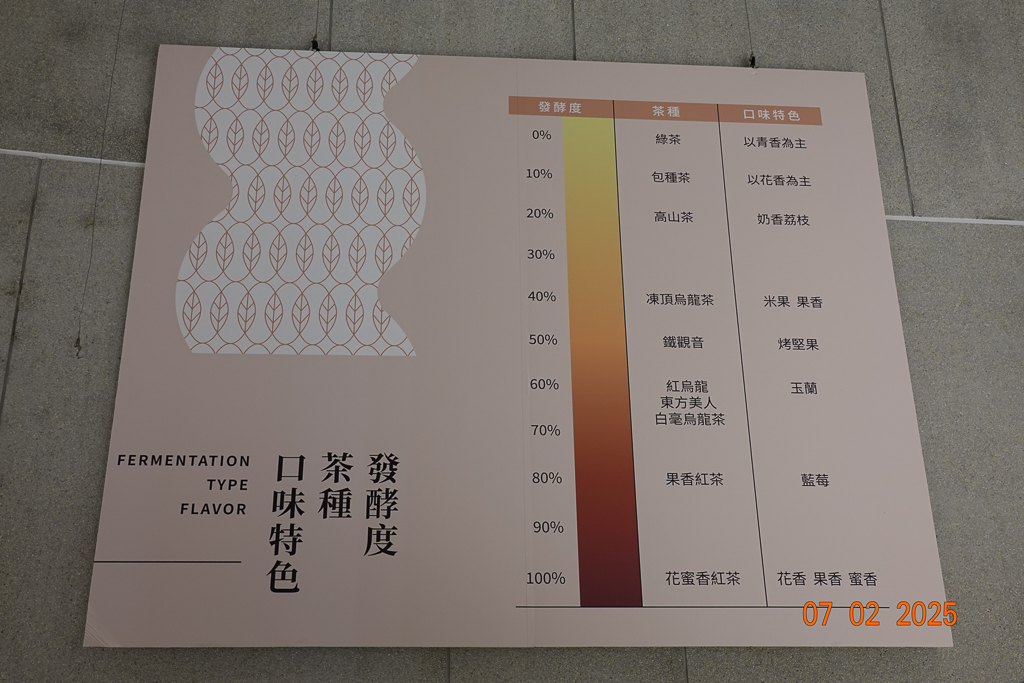 FERMENTATION
TYPE
FLAVOR
發酵度
茶種
口味特色
發酵度 茶種 口味特色
0% 綠茶 以青香為主
10% 包種茶 以花香為主
20% 高山茶 奶香荔枝
30%
40% 凍頂烏龍茶 米果 果香
50% 鐵觀音 烤堅果
60% 紅烏龍 玉蘭
東方美人
白毫烏龍茶
70%
80% 果香紅茶 藍莓
90%
100% 花蜜香紅茶 花香 果香 蜜香
07 02 2025